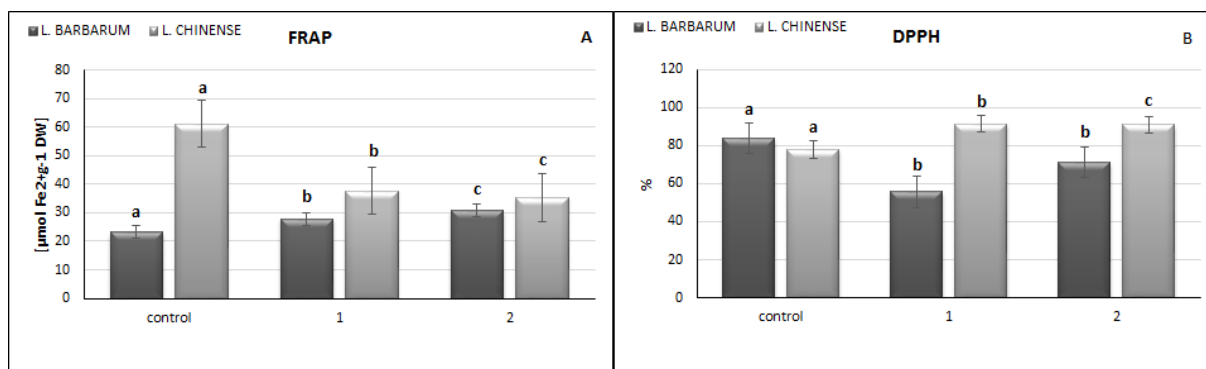 L. BARBARUM L. CHINENSE
FRAP A
[µmol Fe2+g-1 DW]
80
70
60
50
40
30
20
10
0
a a
b b
c c
control 1 2
L. BARBARUM L. CHINENSE
DPPH B
%
120
100
80
60
40
20
0
a a
b b
b c
control 1 2